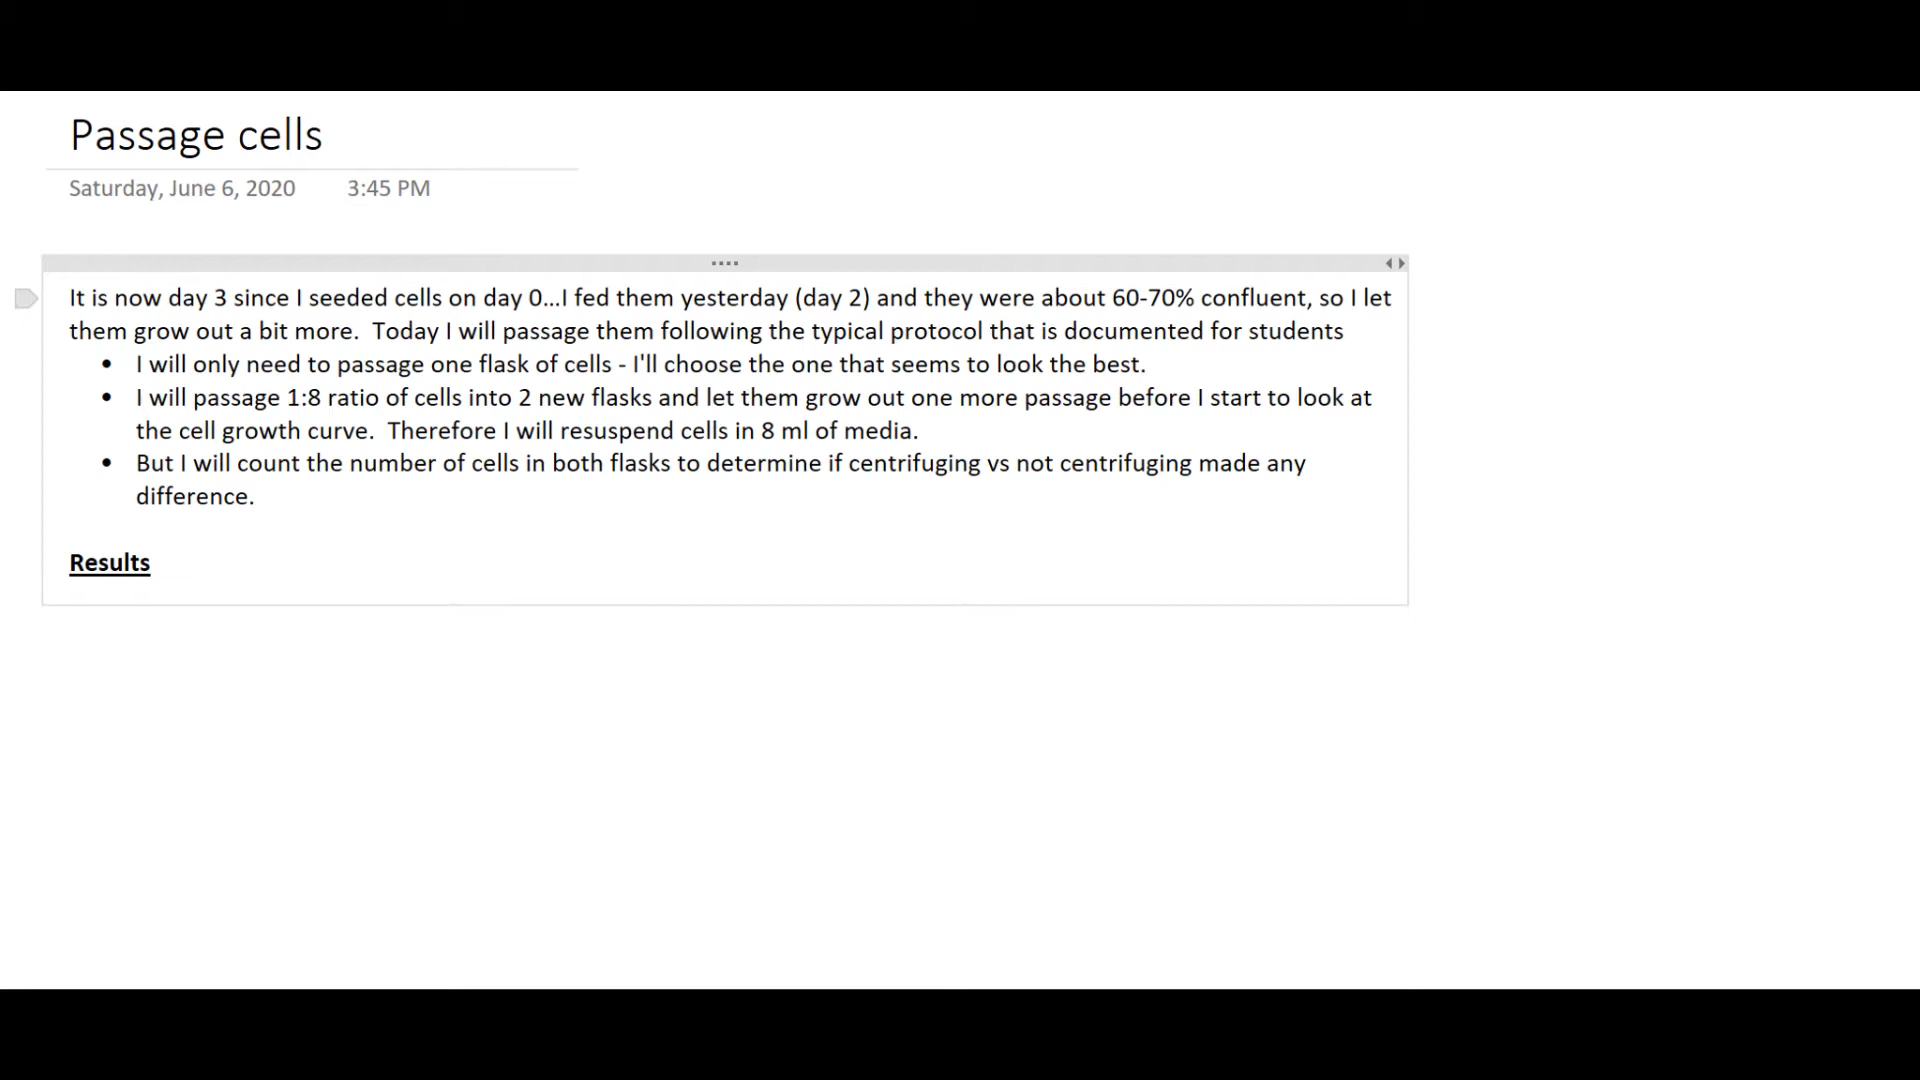 Passage cells
Saturday, June 6, 2020 3:45 PM
It is now day 3 since I seeded cells on day 0...I fed them yesterday (day 2) and they were about 60-70% confluent, so I let
them grow out a bit more.  Today I will passage them following the typical protocol that is documented for students
• I will only need to passage one flask of cells - I'll choose the one that seems to look the best.
• I will passage 1:8 ratio of cells into 2 new flasks and let them grow out one more passage before I start to look at
the cell growth curve.  Therefore I will resuspend cells in 8 ml of media.
• But I will count the number of cells in both flasks to determine if centrifuging vs not centrifuging made any
difference.
Results